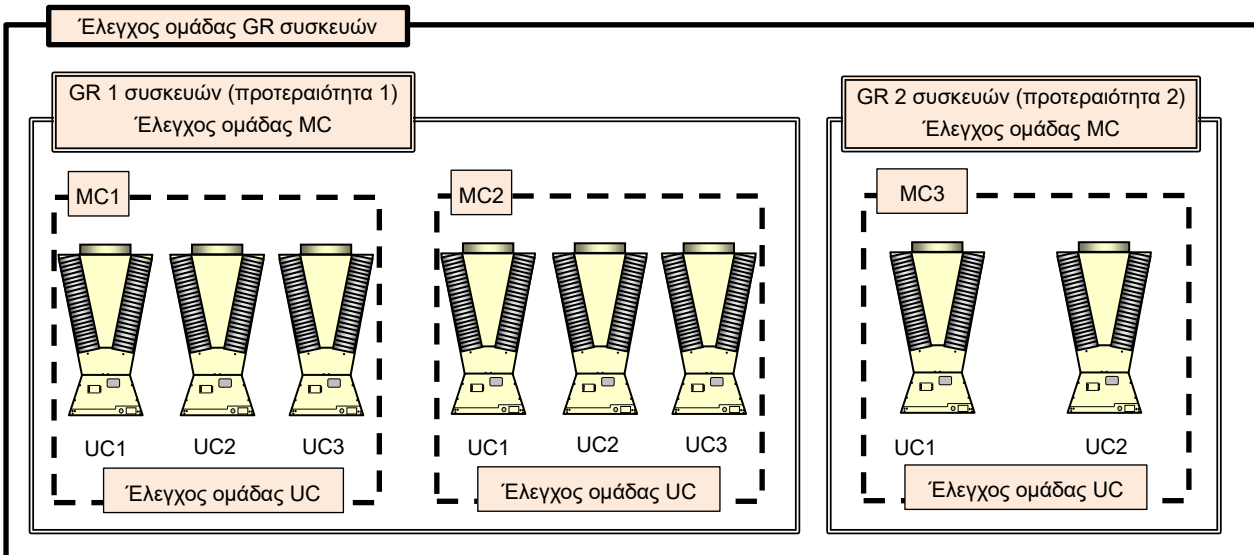 Έλεγχος ομάδας GR συσκευών
GR 1 συσκευών (προτεραιότητα 1)
Έλεγχος ομάδας MC
GR 2 συσκευών (προτεραιότητα 2)
Έλεγχος ομάδας MC
MC1
MC2
MC3
UC1
UC2
UC3
UC1
UC2
UC3
UC1
UC2
Έλεγχος ομάδας UC
Έλεγχος ομάδας UC
Έλεγχος ομάδας UC